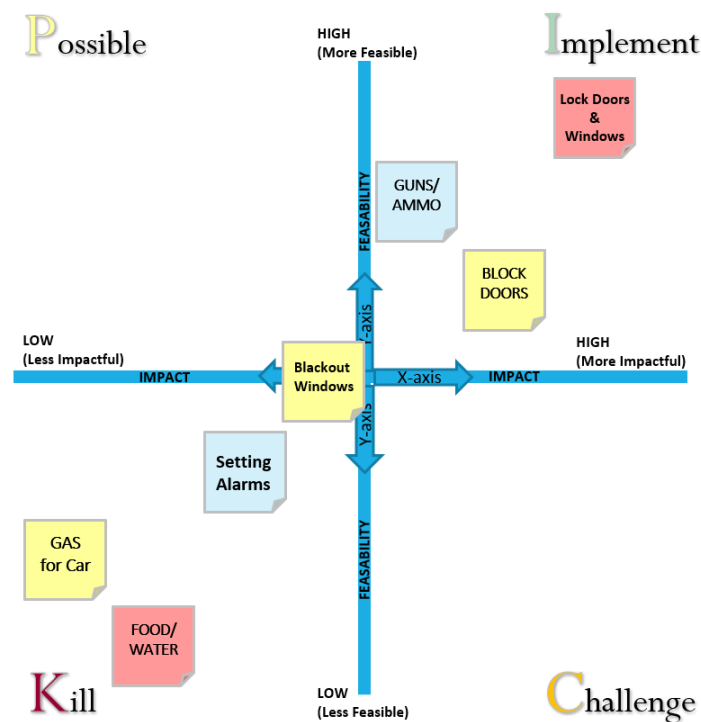 Possible
HIGH
(More Feasible)
Implement
Lock Doors
&
Windows
FEASABILITY
GUNS/
AMMO
BLOCK
DOORS
Y-axis
LOW
(Less Impactful)
HIGH
(More Impactful)
IMPACT
Blackout
Windows
X-axis
IMPACT
Y-axis
Setting
Alarms
GAS
for Car
FEASABILITY
FOOD/
WATER
Kill
LOW
(Less Feasible)
Challenge